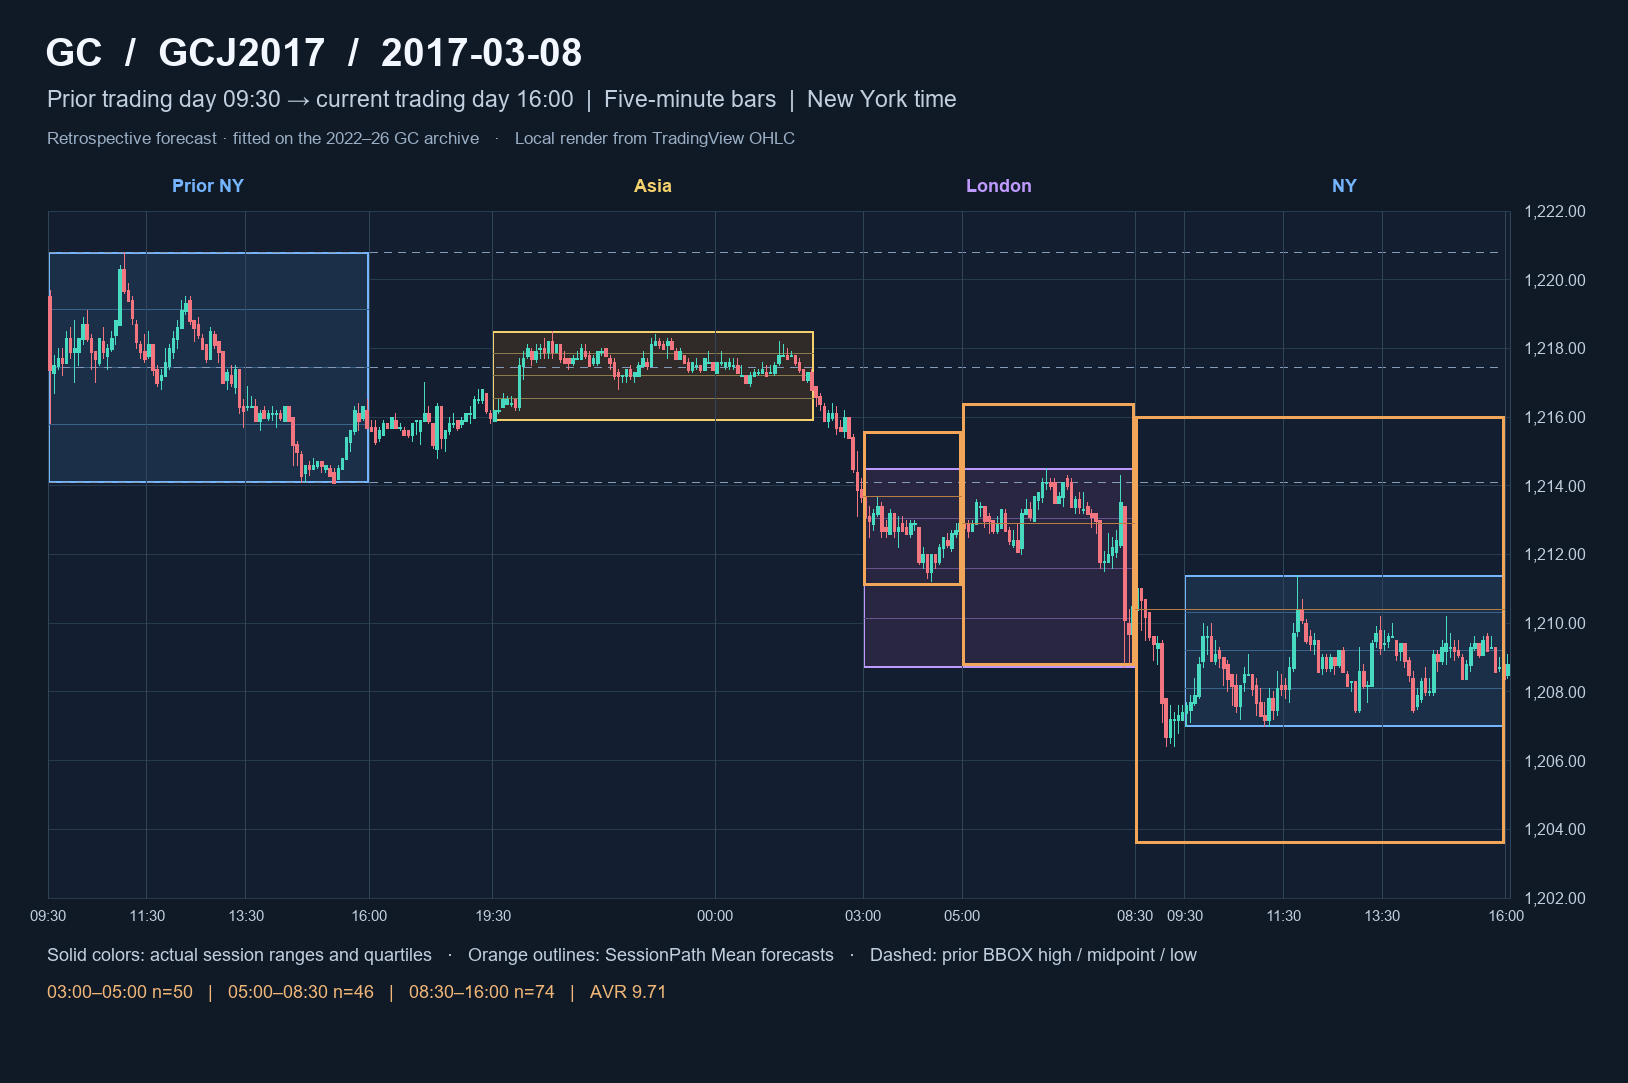 GC / GCJ2017 / 2017-03-08
Prior trading day 09:30 → current trading day 16:00 | Five-minute bars | New York time
Retrospective forecast · fitted on the 2022–26 GC archive · Local render from TradingView OHLC
Prior NY Asia London NY
1,222.00
1,220.00
1,218.00
1,216.00
1,214.00
1,212.00
1,210.00
1,208.00
1,206.00
1,204.00
1,202.00
09:30 11:30 13:30 16:00 19:30 00:00 03:00 05:00 08:30 09:30 11:30 13:30 16:00
Solid colors: actual session ranges and quartiles · Orange outlines: SessionPath Mean forecasts · Dashed: prior BBOX high / midpoint / low
03:00–05:00 n=50 | 05:00–08:30 n=46 | 08:30–16:00 n=74 | AVR 9.71